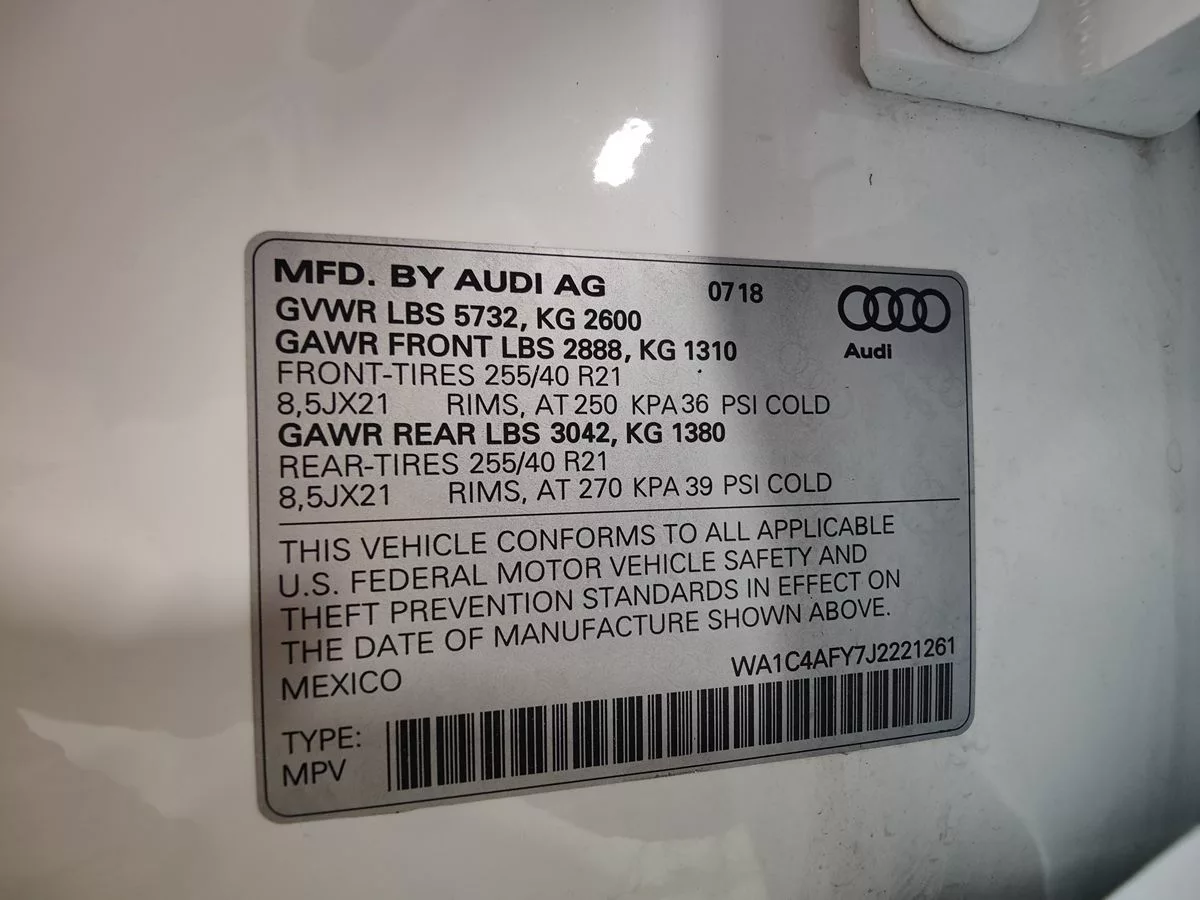 MFD. BY AUDI AG 0718
GVWR LBS 5732, KG 2600
GAWR FRONT LBS 2888, KG 1310
Audi
FRONT-TIRES 255/40 R21
8,5JX21 RIMS, AT 250 KPA 36 PSI COLD
GAWR REAR LBS 3042, KG 1380
REAR-TIRES 255/40 R21
8,5JX21 RIMS, AT 270 KPA 39 PSI COLD
THIS VEHICLE CONFORMS TO ALL APPLICABLE
U.S. FEDERAL MOTOR VEHICLE SAFETY AND
THEFT PREVENTION STANDARDS IN EFFECT ON
THE DATE OF MANUFACTURE SHOWN ABOVE.
MEXICO WA1C4AFY7J2221261
TYPE:
MPV